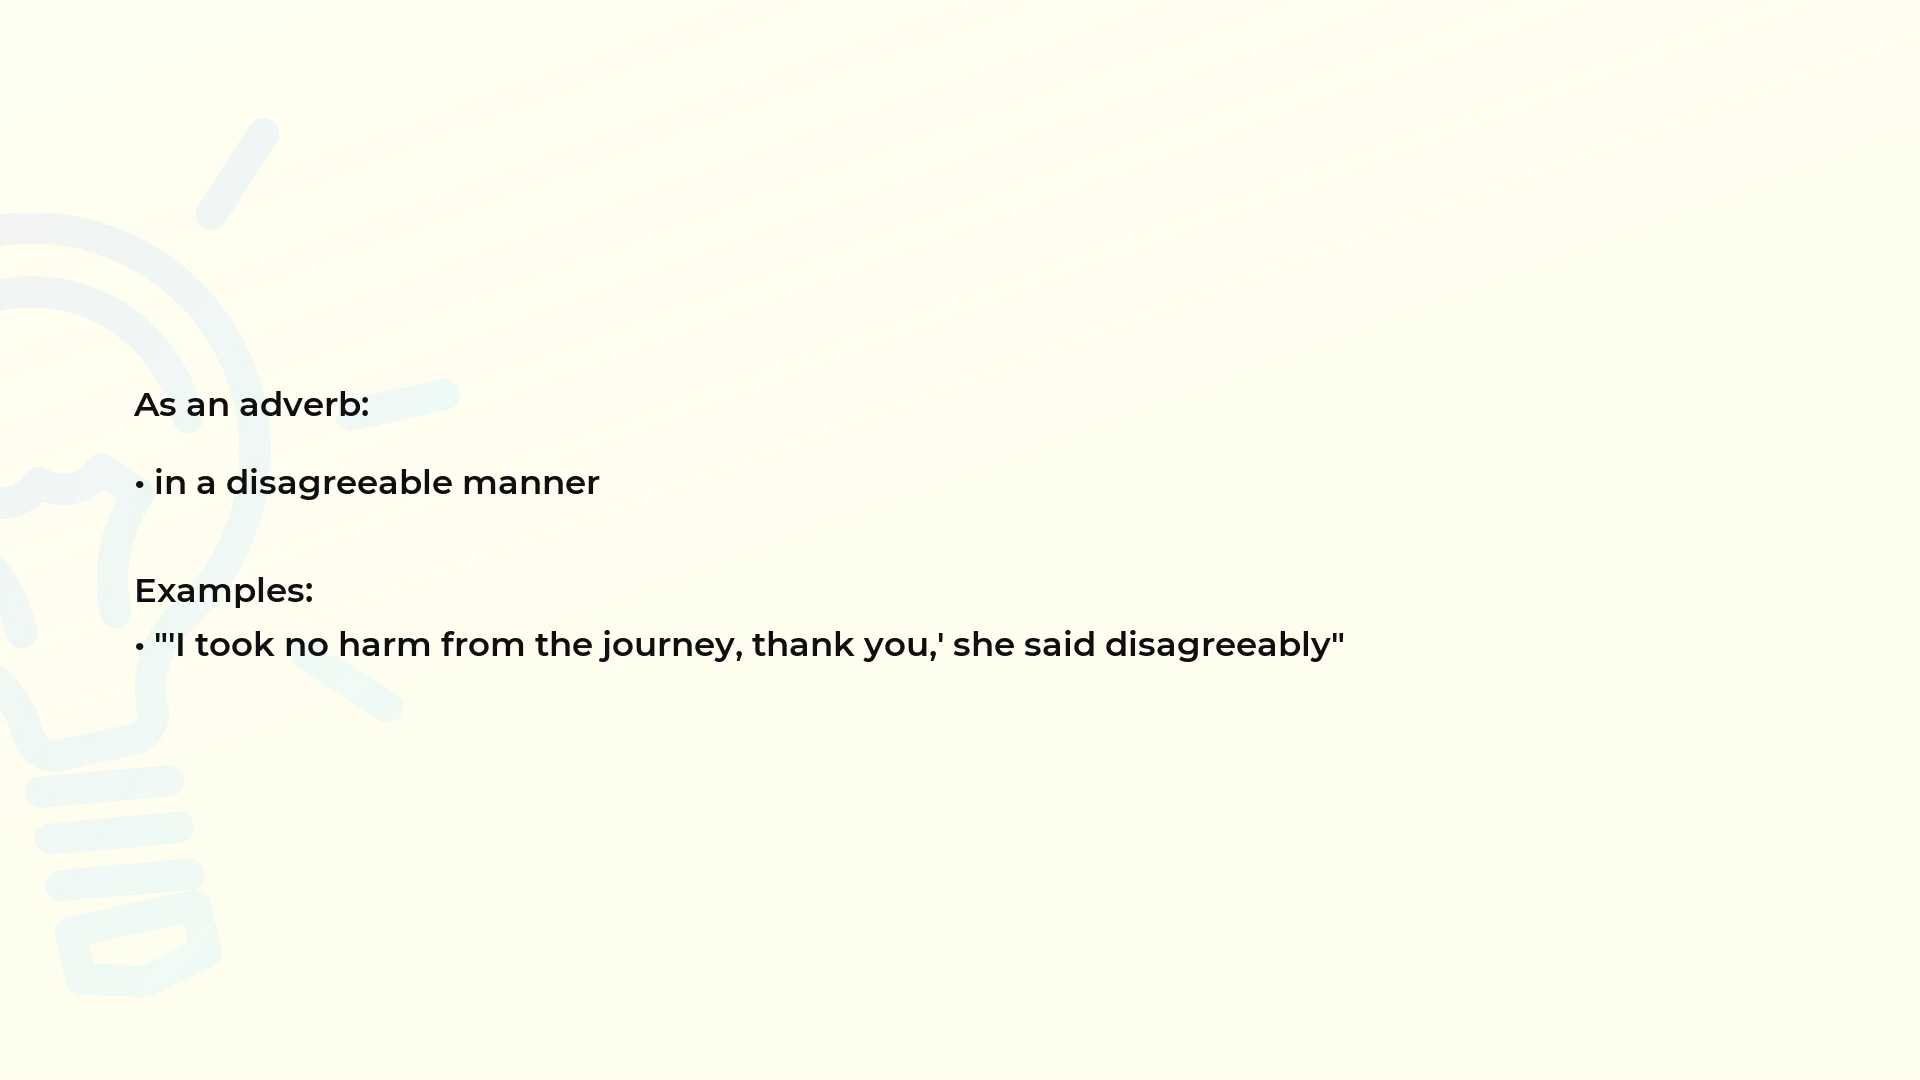 As an adverb:
• in a disagreeable manner
Examples:
• "'I took no harm from the journey, thank you,' she said disagreeably"